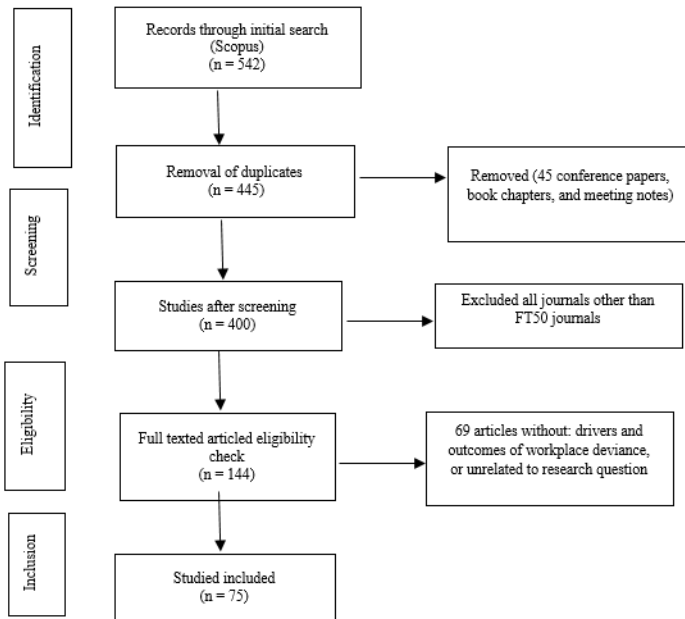 Identification
Records through initial search
(Scopus)
(n = 542)
Removal of duplicates
(n = 445)
Removed (45 conference papers,
book chapters, and meeting notes)
Screening
Studies after screening
(n = 400)
Excluded all journals other than
FT50 journals
Eligibility
Full texted articled eligibility
check
(n = 144)
69 articles without: drivers and
outcomes of workplace deviance,
or unrelated to research question
Inclusion
Studied included
(n = 75)